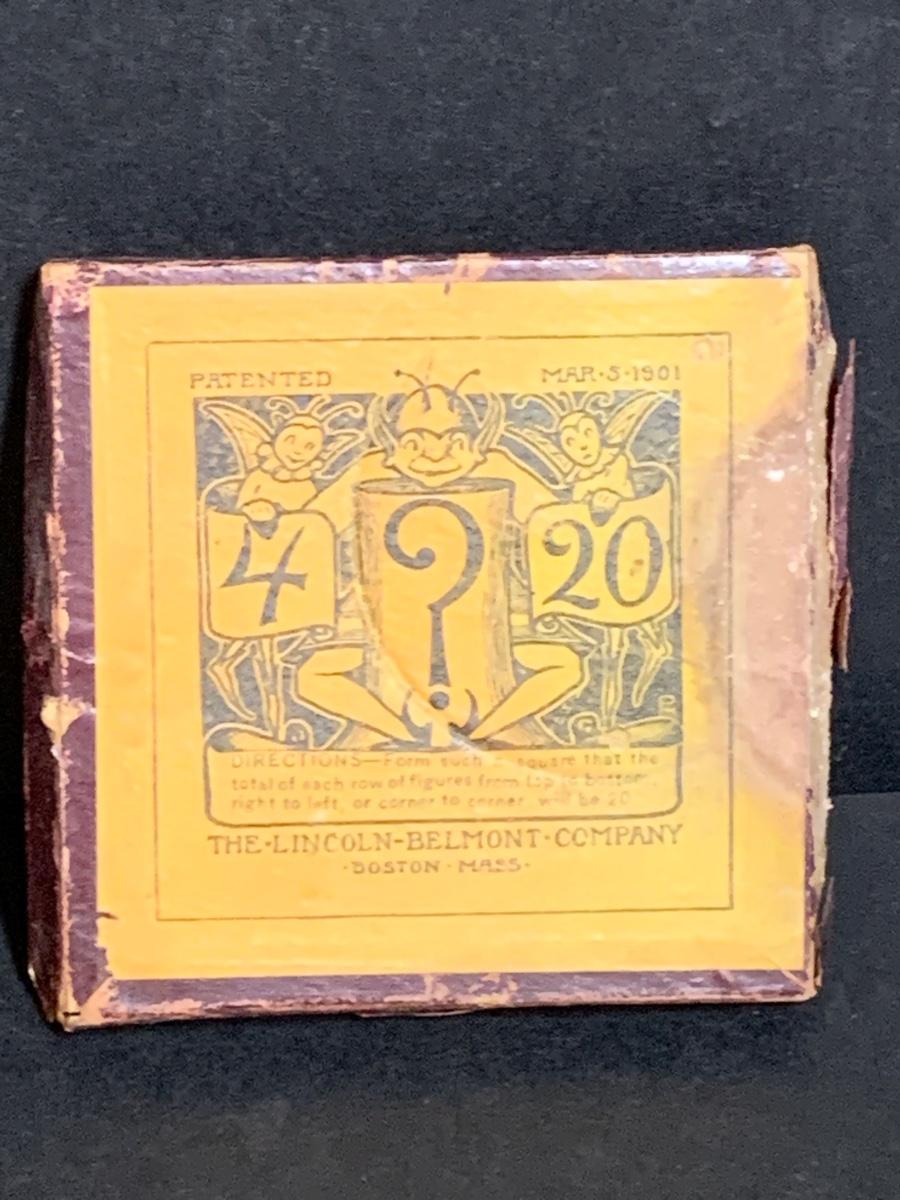 PATENTED MAR·5·1901
4 ? 20
DIRECTIONS—Form such a square that the
total of each row of figures from top to bottom,
right to left, or corner to corner, will be 20
THE·LINCOLN-BELMONT·COMPANY
·BOSTON·MASS·